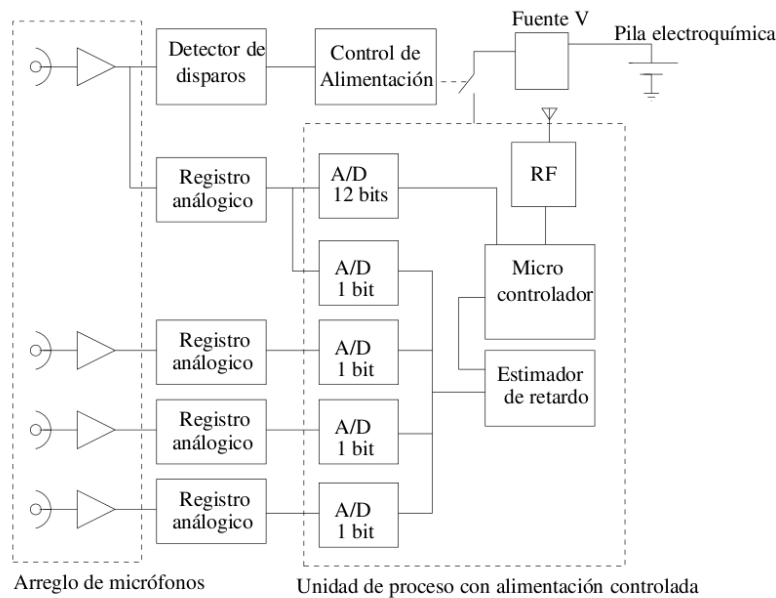 Fuente V
Pila electroquímica
Detector de
disparos
Control de
Alimentación
Registro
análogico
A/D
12 bits
RF
A/D
1 bit
Micro
controlador
Registro
análogico
A/D
1 bit
Estimador
de retardo
Registro
análogico
A/D
1 bit
Registro
análogico
A/D
1 bit
Arreglo de micrófonos
Unidad de proceso con alimentación controlada